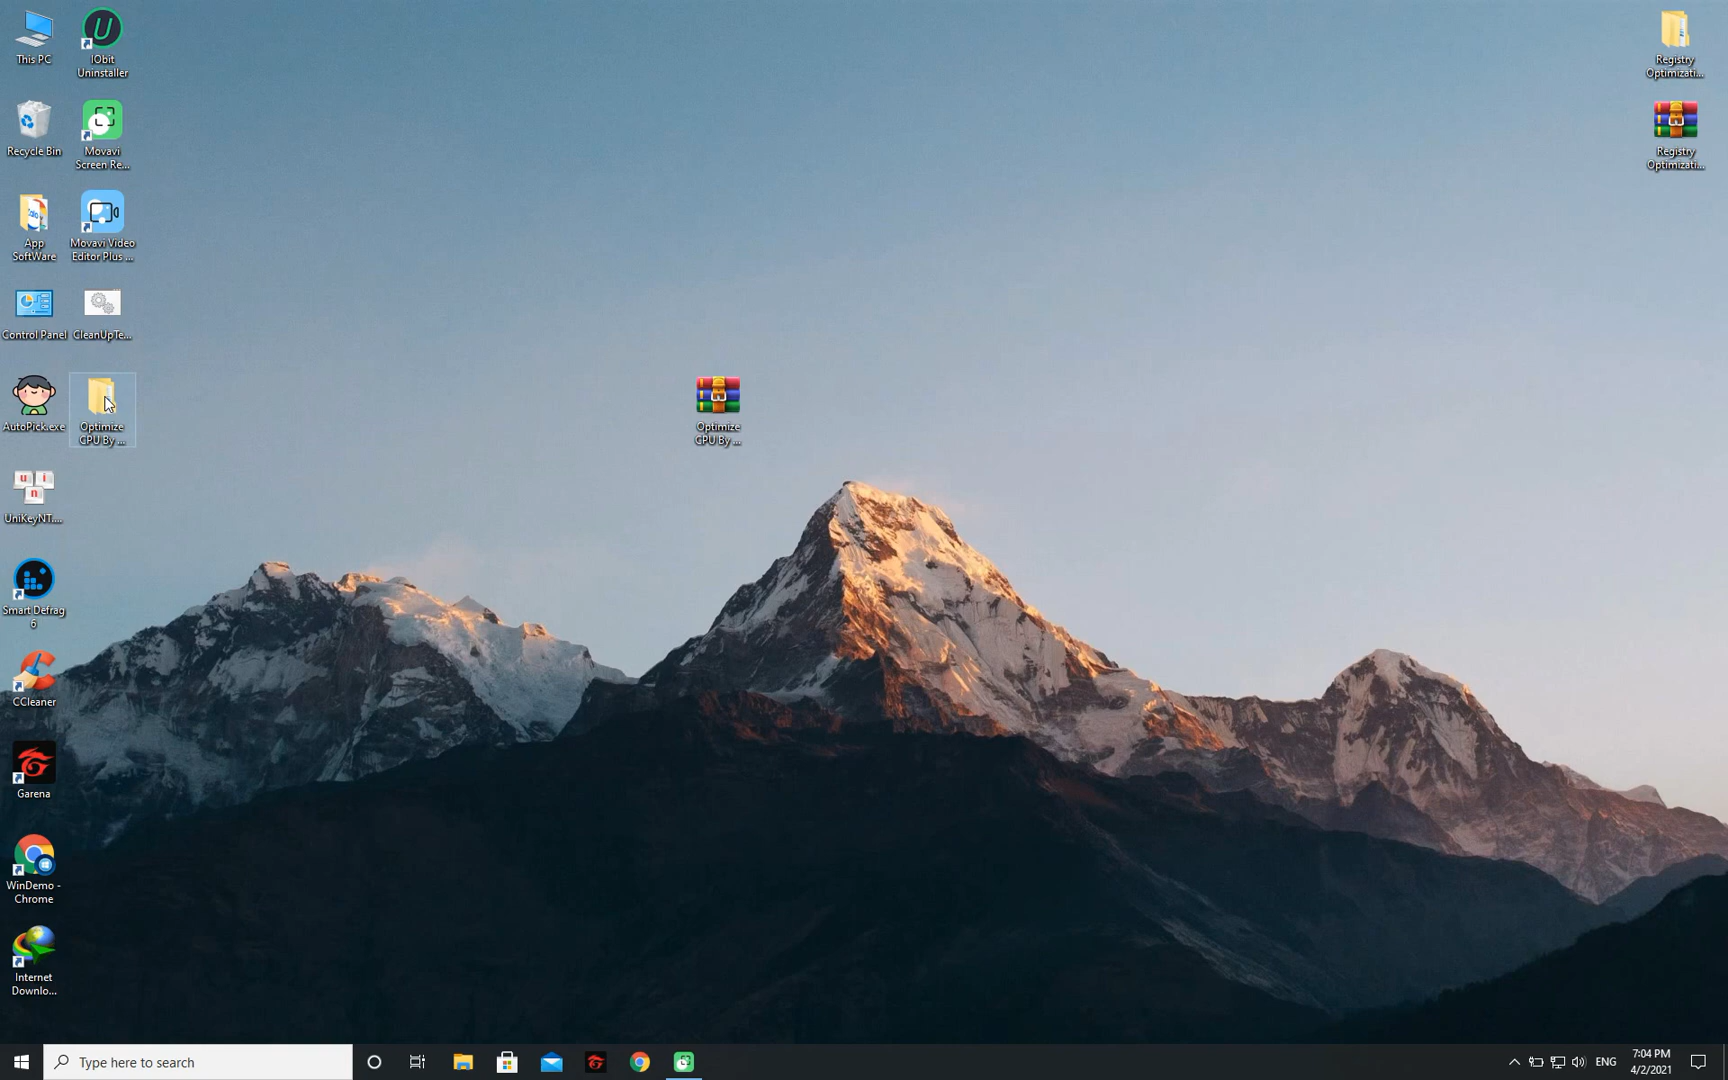 This PC
IObit
Uninstaller
Recycle Bin
Movavi
Screen Re...
App
SoftWare
Movavi Video
Editor Plus ...
Control Panel
CleanUpTe...
AutoPick.exe
Optimize
CPU By ...
UniKeyNT....
Smart Defrag
6
CCleaner
Garena
WinDemo -
Chrome
Internet
Downlo...
Optimize
CPU By ...
Registry
Optimizati...
Registry
Optimizati...
Type here to search
ENG
7:04 PM
4/2/2021